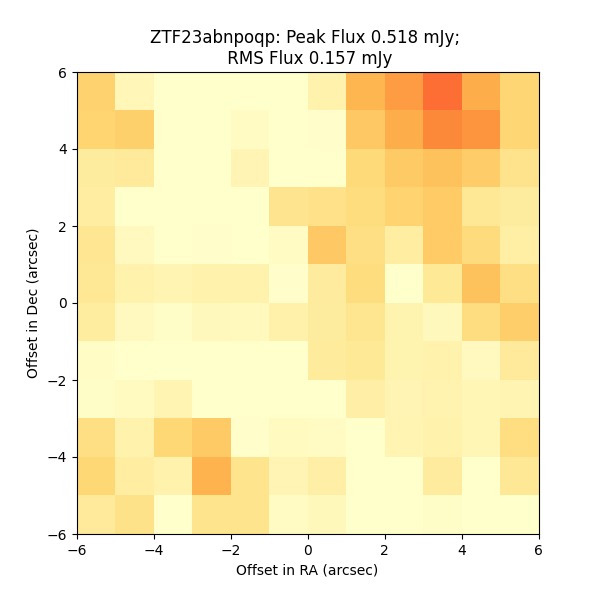 ZTF23abnpoqp: Peak Flux 0.518 mJy;
RMS Flux 0.157 mJy
6
4
2
0
−2
−4
−6
Offset in Dec (arcsec)
−6 −4 −2 0 2 4 6
Offset in RA (arcsec)